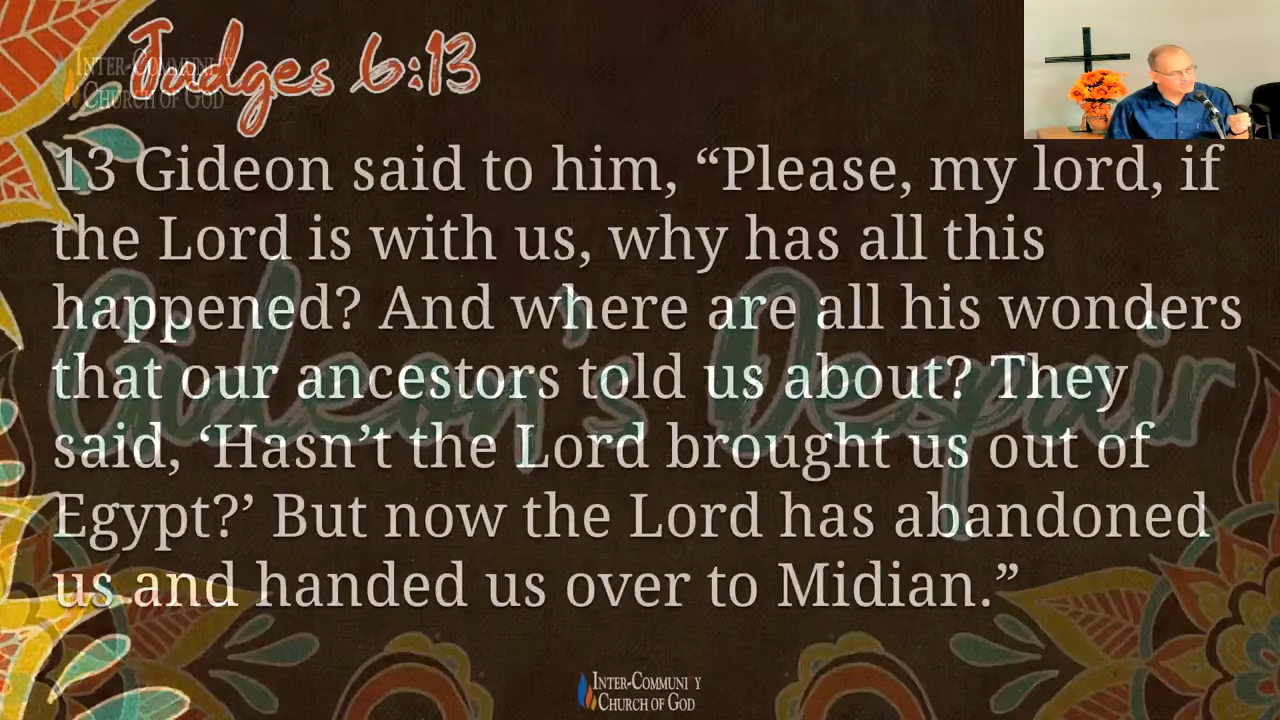 Judges 6:13
INTER-COMMUNITY
CHURCH OF GOD
13 Gideon said to him, “Please, my lord, if
the Lord is with us, why has all this
happened? And where are all his wonders
that our ancestors told us about? They
said, ‘Hasn’t the Lord brought us out of
Egypt?’ But now the Lord has abandoned
us and handed us over to Midian.”
Gideon's Despair
INTER-COMMUNITY
CHURCH OF GOD